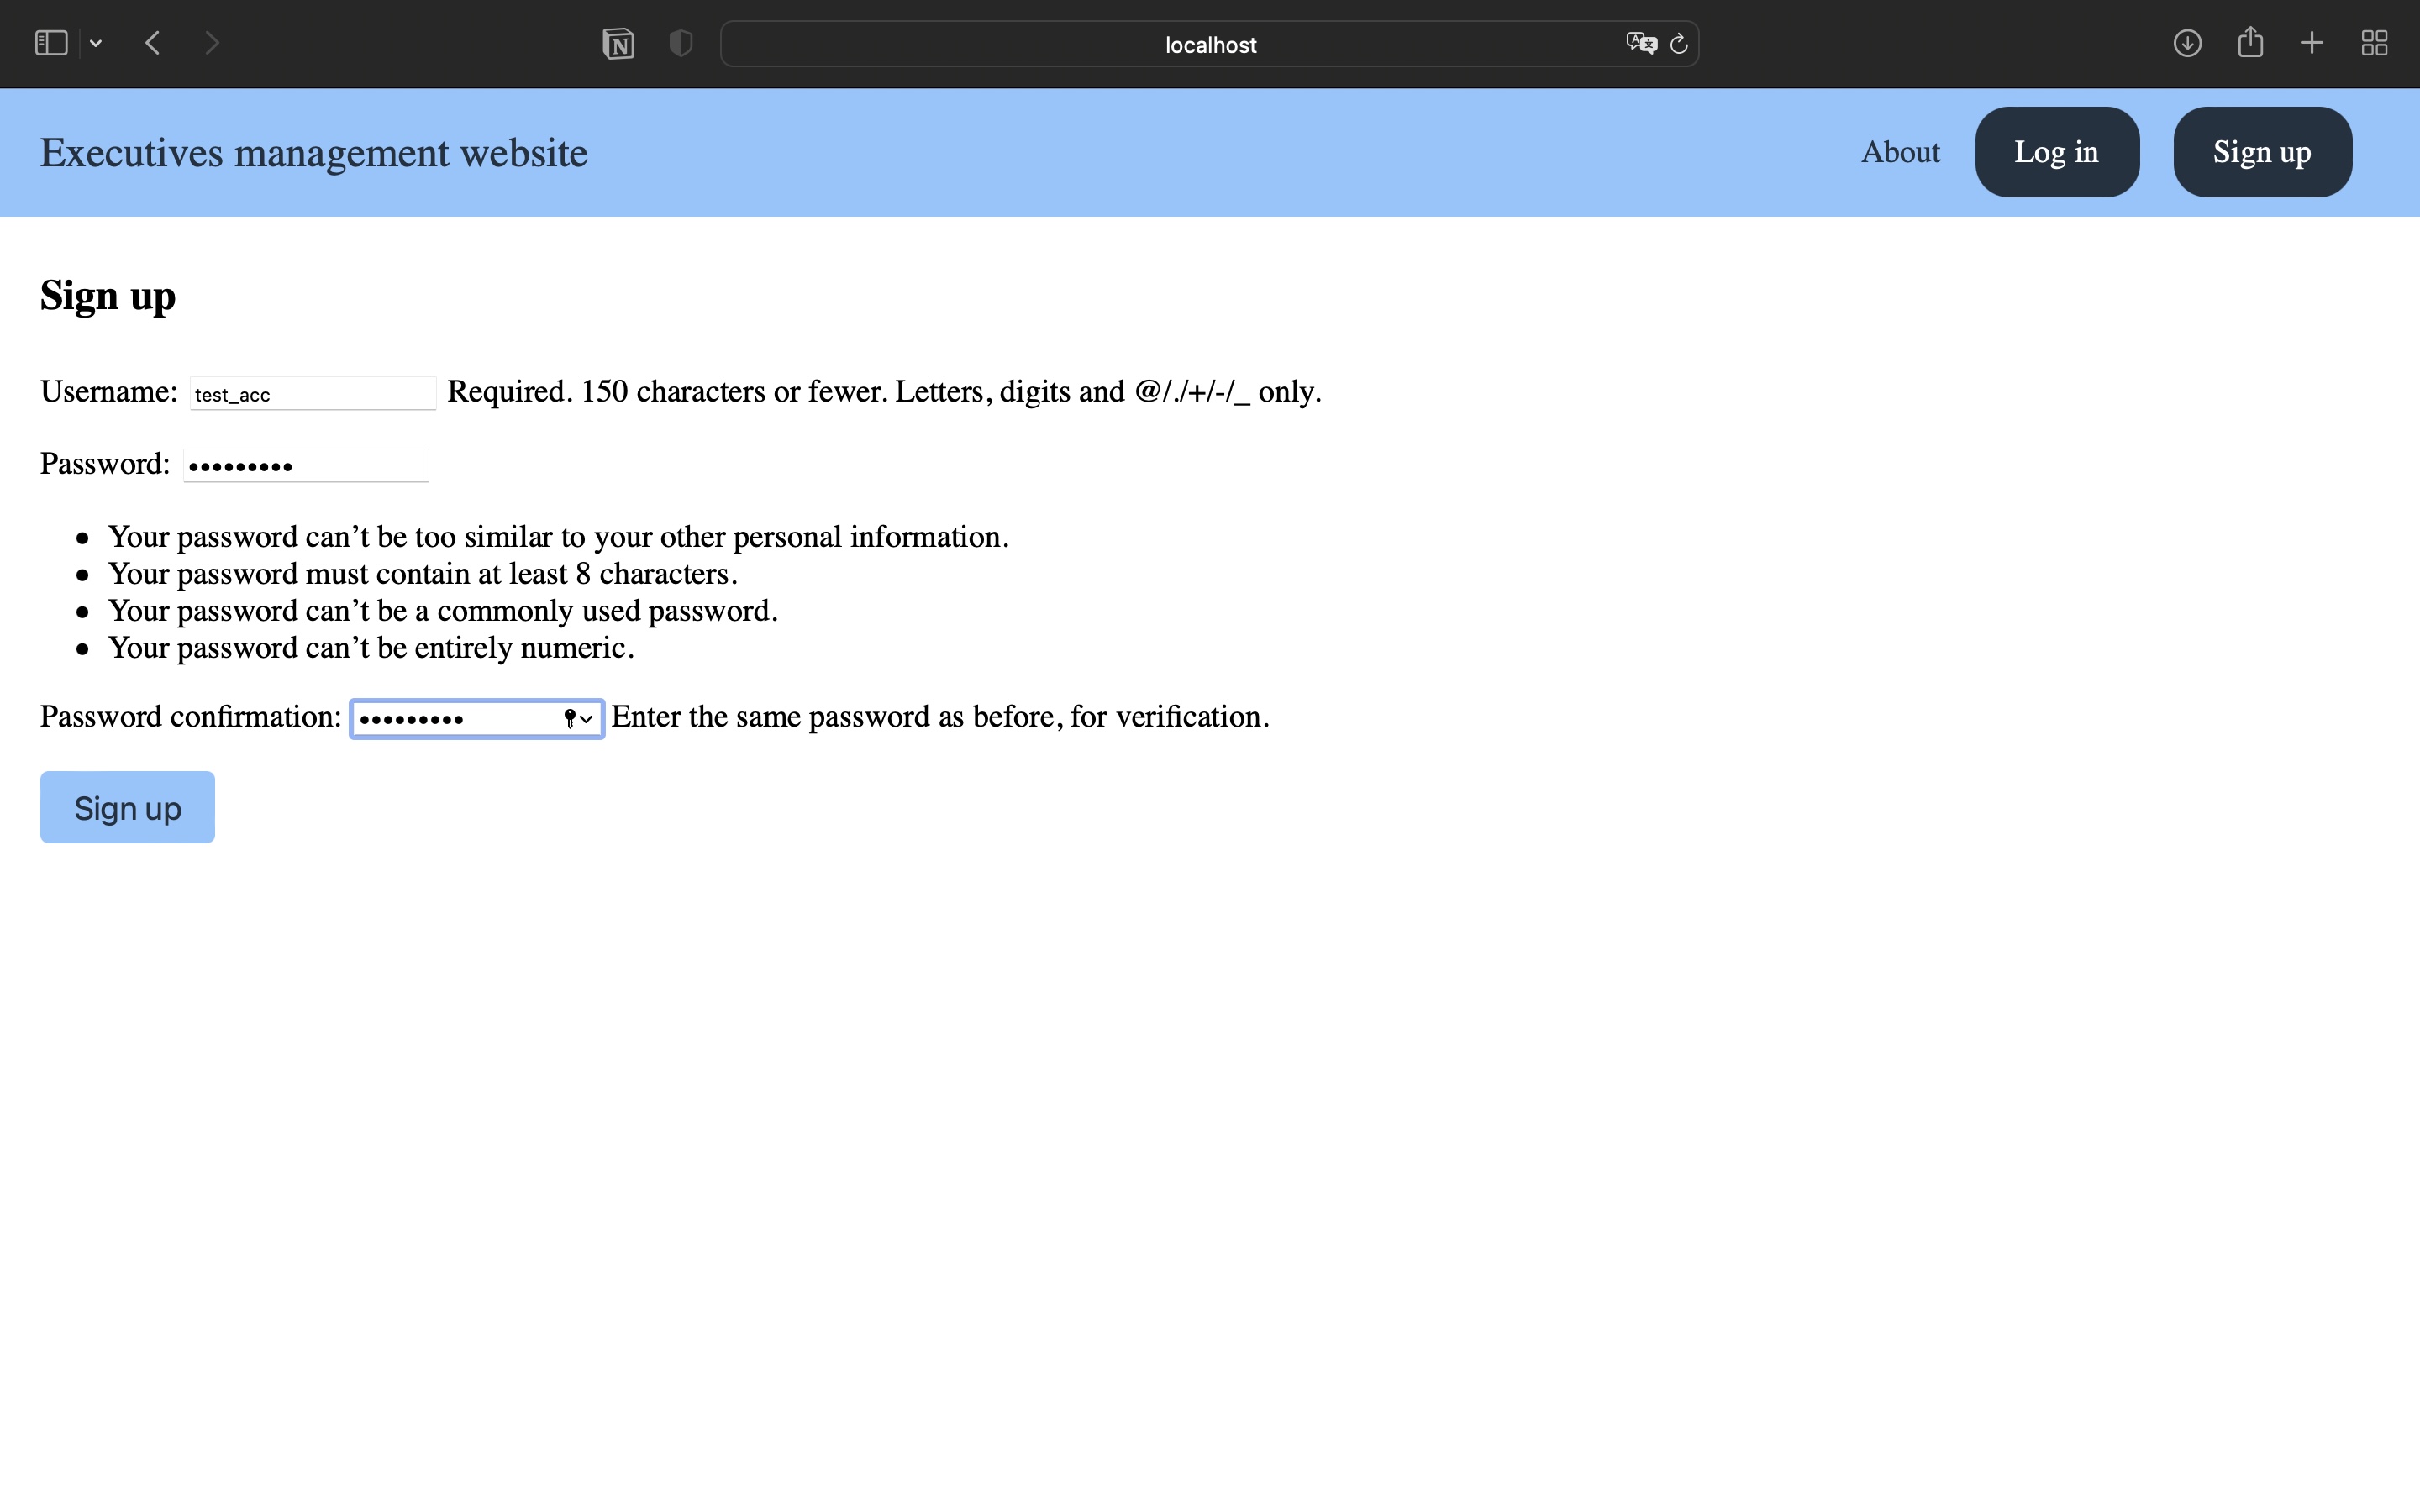 localhost
Executives management website
About
Log in
Sign up
Sign up
Username: test_acc Required. 150 characters or fewer. Letters, digits and @/./+/-/_ only.
Password: •••••••••
• Your password can’t be too similar to your other personal information.
• Your password must contain at least 8 characters.
• Your password can’t be a commonly used password.
• Your password can’t be entirely numeric.
Password confirmation: ••••••••• Enter the same password as before, for verification.
Sign up